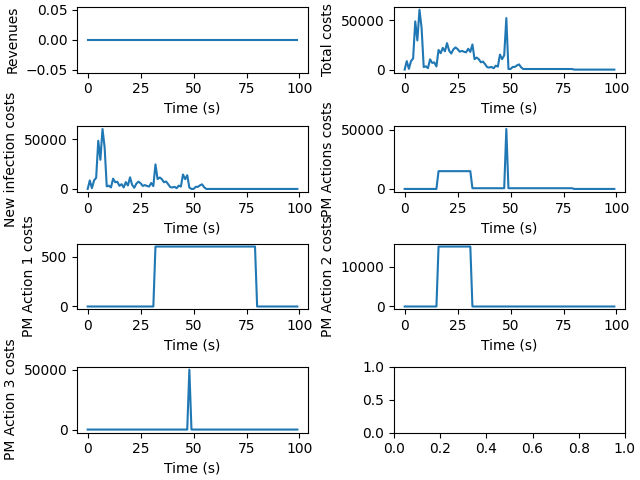 Revenues
0.05
0.00
−0.05
0 25 50 75 100
Time (s)
Total costs
50000
0
0 25 50 75 100
Time (s)
New infection costs
50000
0
0 25 50 75 100
Time (s)
PM Actions costs
50000
0
0 25 50 75 100
Time (s)
PM Action 1 costs
500
0
0 25 50 75 100
Time (s)
PM Action 2 costs
10000
0
0 25 50 75 100
Time (s)
PM Action 3 costs
50000
0
0 25 50 75 100
Time (s)
1.0
0.5
0.0
0.0 0.2 0.4 0.6 0.8 1.0